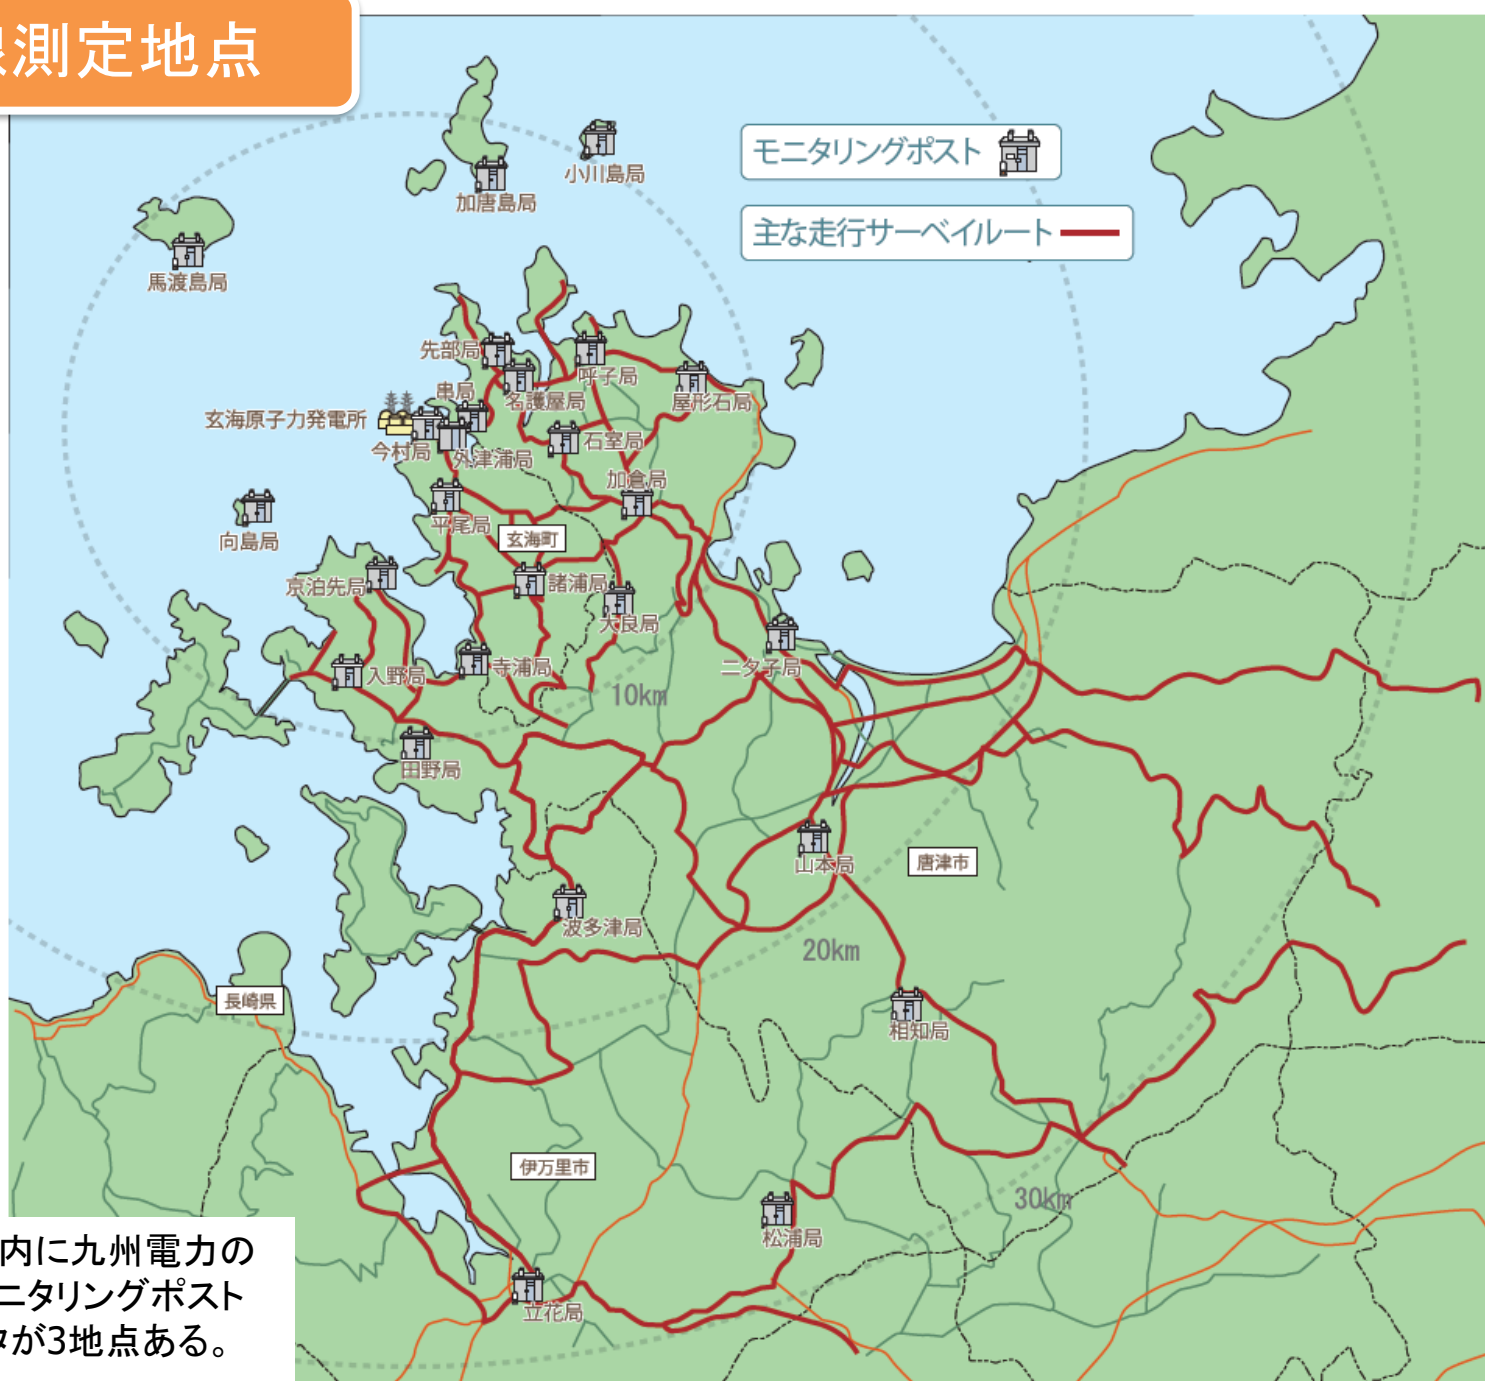 測定地点
モニタリングポスト
主な走行サーベイルート
小川島局
加唐島局
馬渡島局
先部局
呼子局
串局
名護屋局
屋形石局
玄海原子力発電所
今村局
外津浦局
石室局
加倉局
平尾局
玄海町
向島局
京泊先局
諸浦局
大良局
入野局
寺浦局
二タ子局
10km
田野局
山本局
唐津市
波多津局
20km
長崎県
相知局
伊万里市
30km
松浦局
立花局
内に九州電力の
ニタリングポスト
が3地点ある。